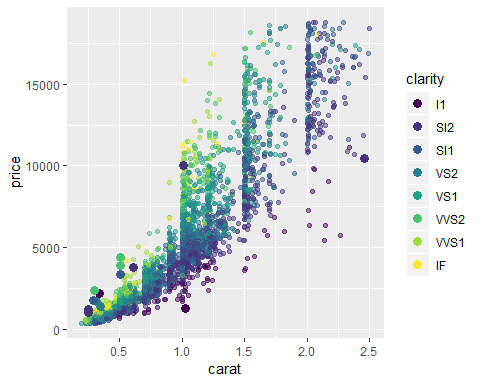 15000
10000
5000
0
price
0.5
1.0
1.5
2.0
2.5
carat
clarity
I1
SI2
SI1
VS2
VS1
VVS2
VVS1
IF